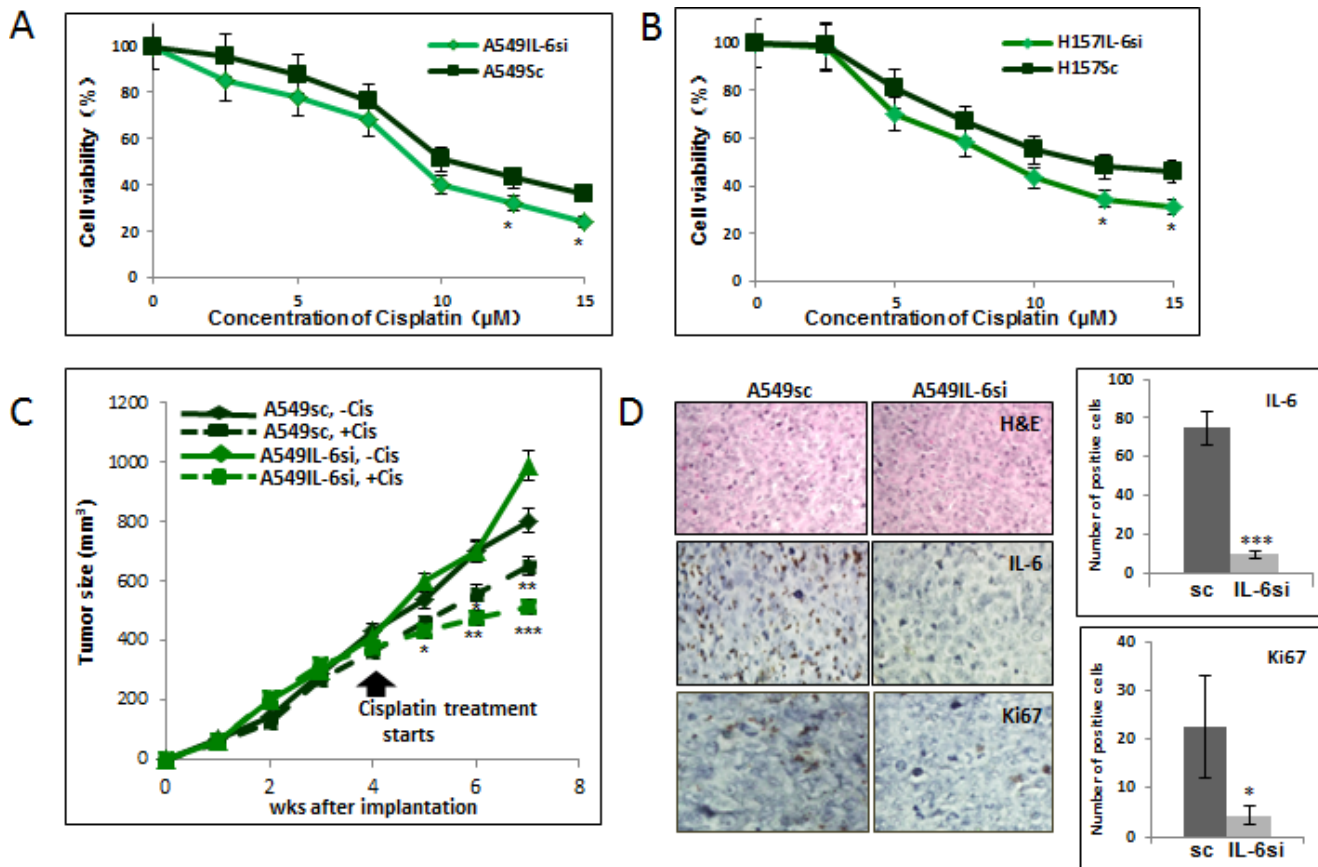 A
A549IL-6si
A549Sc
Cell viability (%)
100
80
60
40
20
0
0
5
10
15
Concentration of Cisplatin (µM)
*
*
B
H157IL-6si
H157Sc
Cell viability (%)
100
80
60
40
20
0
0
5
10
15
Concentration of Cisplatin (µM)
*
*
C
A549sc, -Cis
A549sc, +Cis
A549IL-6si, -Cis
A549IL-6si, +Cis
Tumor size (mm³)
1200
1000
800
600
400
200
0
0
2
4
6
8
wks after implantation
Cisplatin treatment
starts
*
*
**
**
***
D
A549sc
A549IL-6si
H&E
IL-6
Ki67
IL-6
Number of positive cells
100
80
60
40
20
0
***
sc
IL-6si
Ki67
Number of positive cells
40
30
20
10
0
*
sc
IL-6si